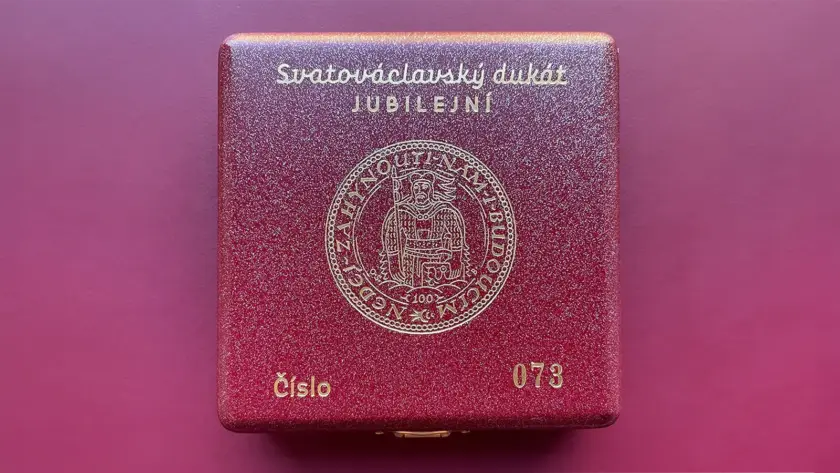 Svatováclavský dukát
JUBILEJNÍ
NEDEJ·ZAHYNOUTI·NÁM·I·BUDOUCÍM
O B
100
Číslo
073